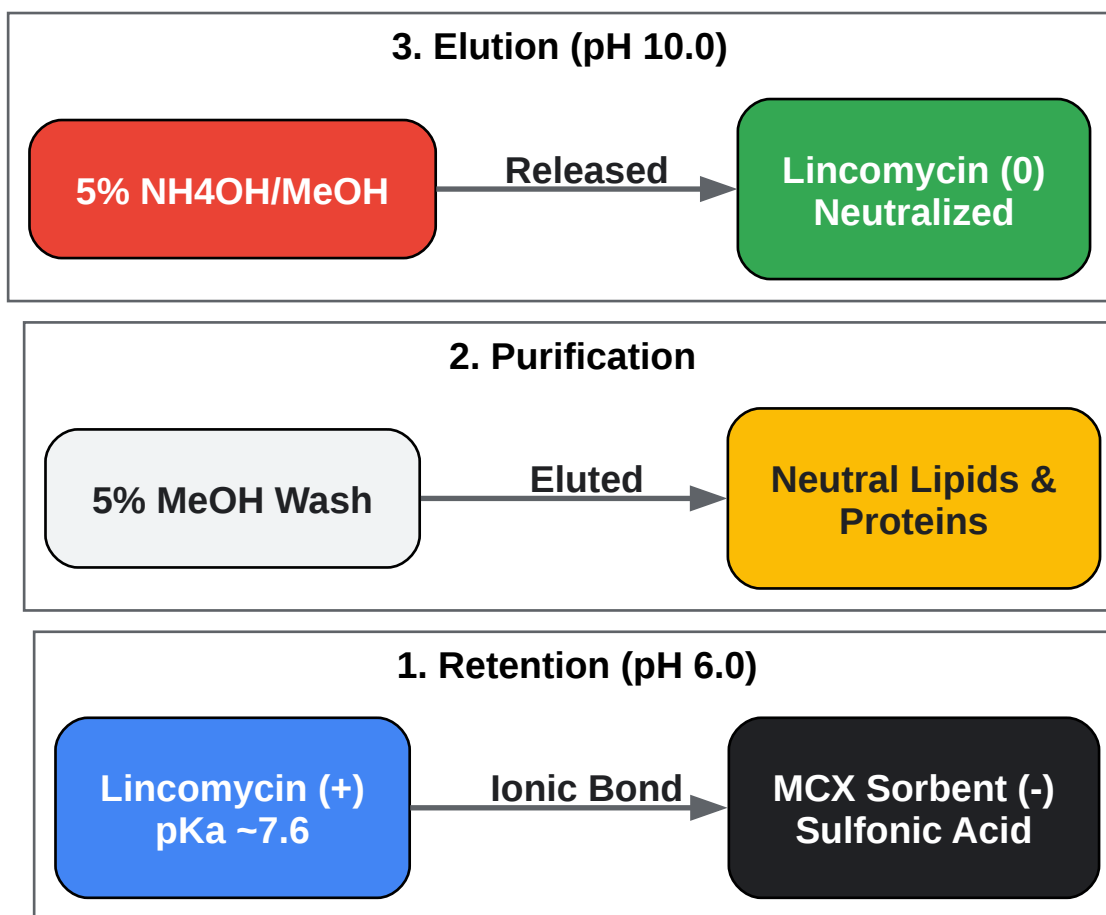 3. Elution (pH 10.0)
5% NH4OH/MeOH
Released
Lincomycin (0)
Neutralized
2. Purification
5% MeOH Wash
Eluted
Neutral Lipids &
Proteins
1. Retention (pH 6.0)
Lincomycin (+)
pKa ~7.6
Ionic Bond
MCX Sorbent (-)
Sulfonic Acid